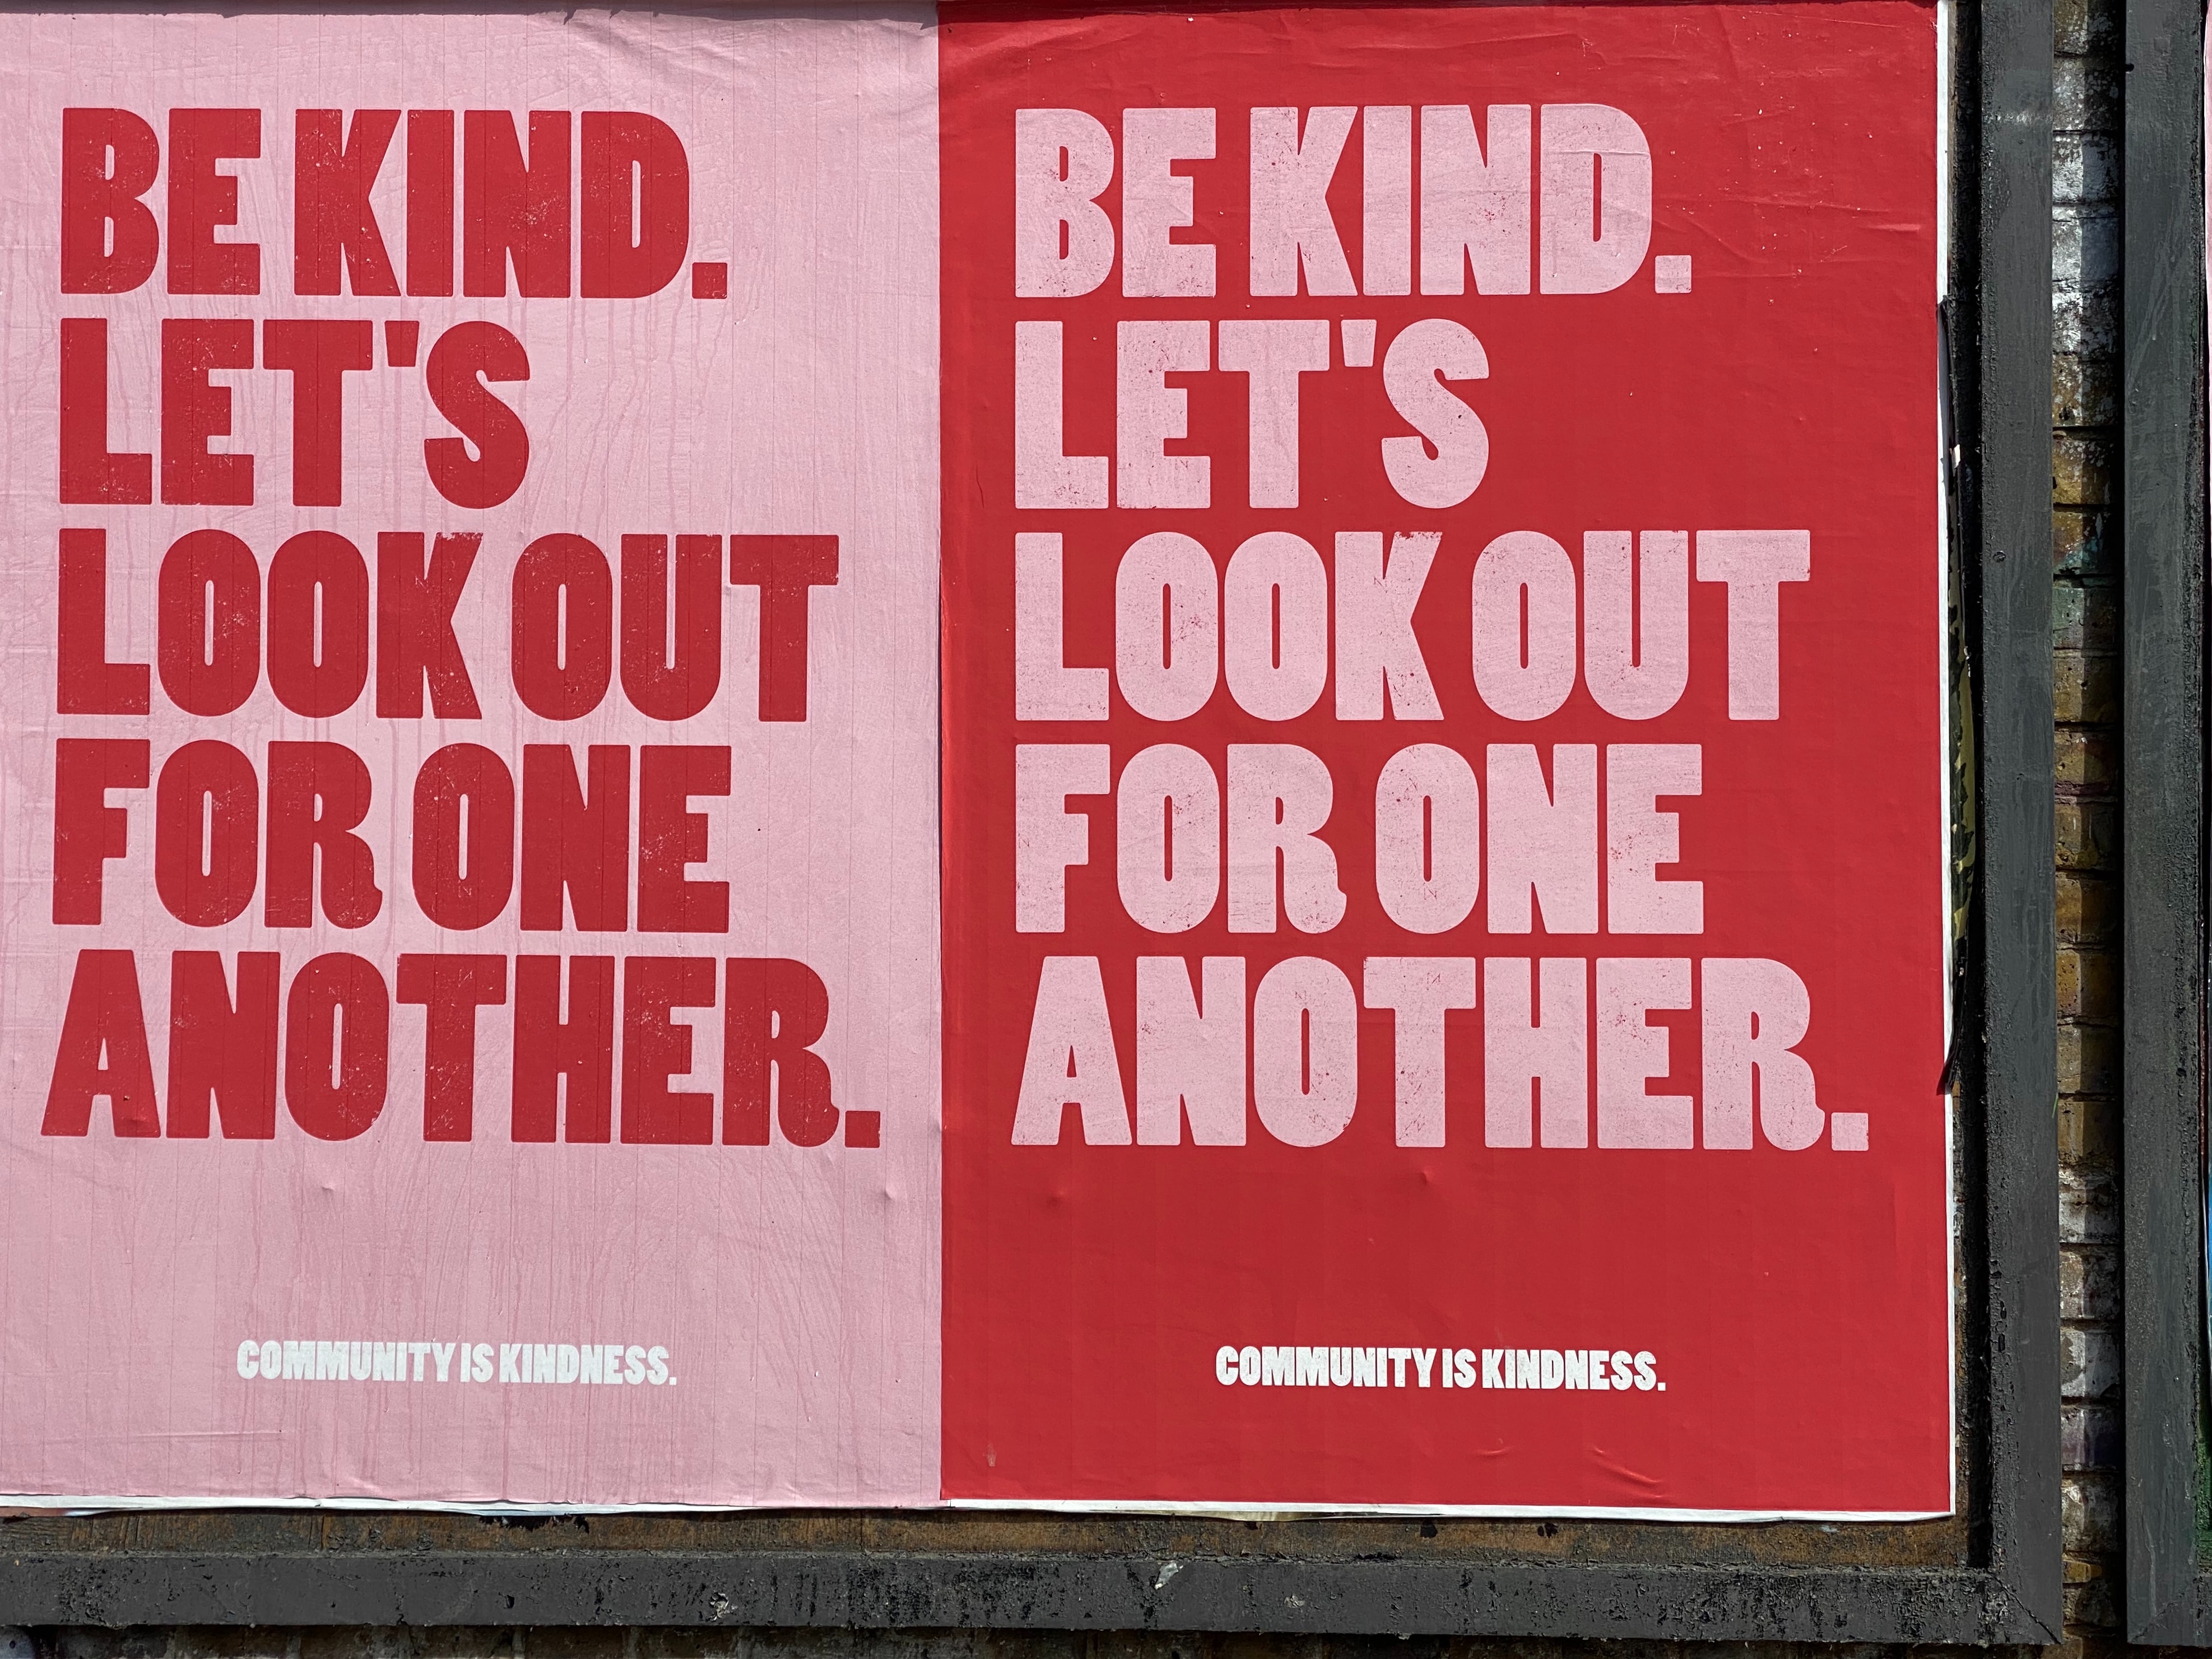 BE KIND.
LET'S
LOOK OUT
FOR ONE
ANOTHER.
COMMUNITY IS KINDNESS.
BE KIND.
LET'S
LOOK OUT
FOR ONE
ANOTHER.
COMMUNITY IS KINDNESS.